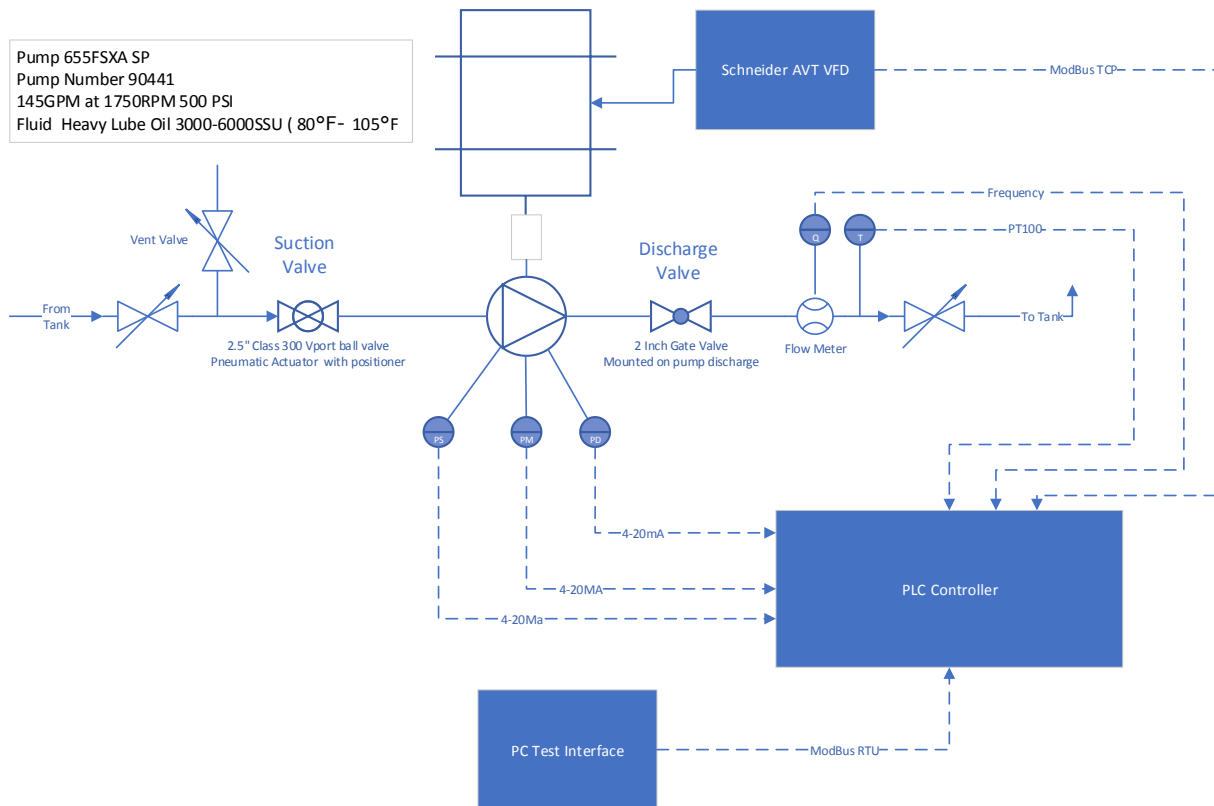 Pump 655FSXA SP
Pump Number 90441
145GPM at 1750RPM 500 PSI
Fluid  Heavy Lube Oil 3000-6000SSU ( 80°F- 105°F
Schneider AVT VFD
ModBus TCP
Frequency
PT100
Q
T
Vent Valve
Suction
Valve
Discharge
Valve
From
Tank
To Tank
2.5" Class 300 Vport ball valve
Pneumatic Actuator with positioner
2 Inch Gate Valve
Mounted on pump discharge
Flow Meter
PS
PM
PD
4-20mA
4-20MA
4-20Ma
PLC Controller
PC Test Interface
ModBus RTU